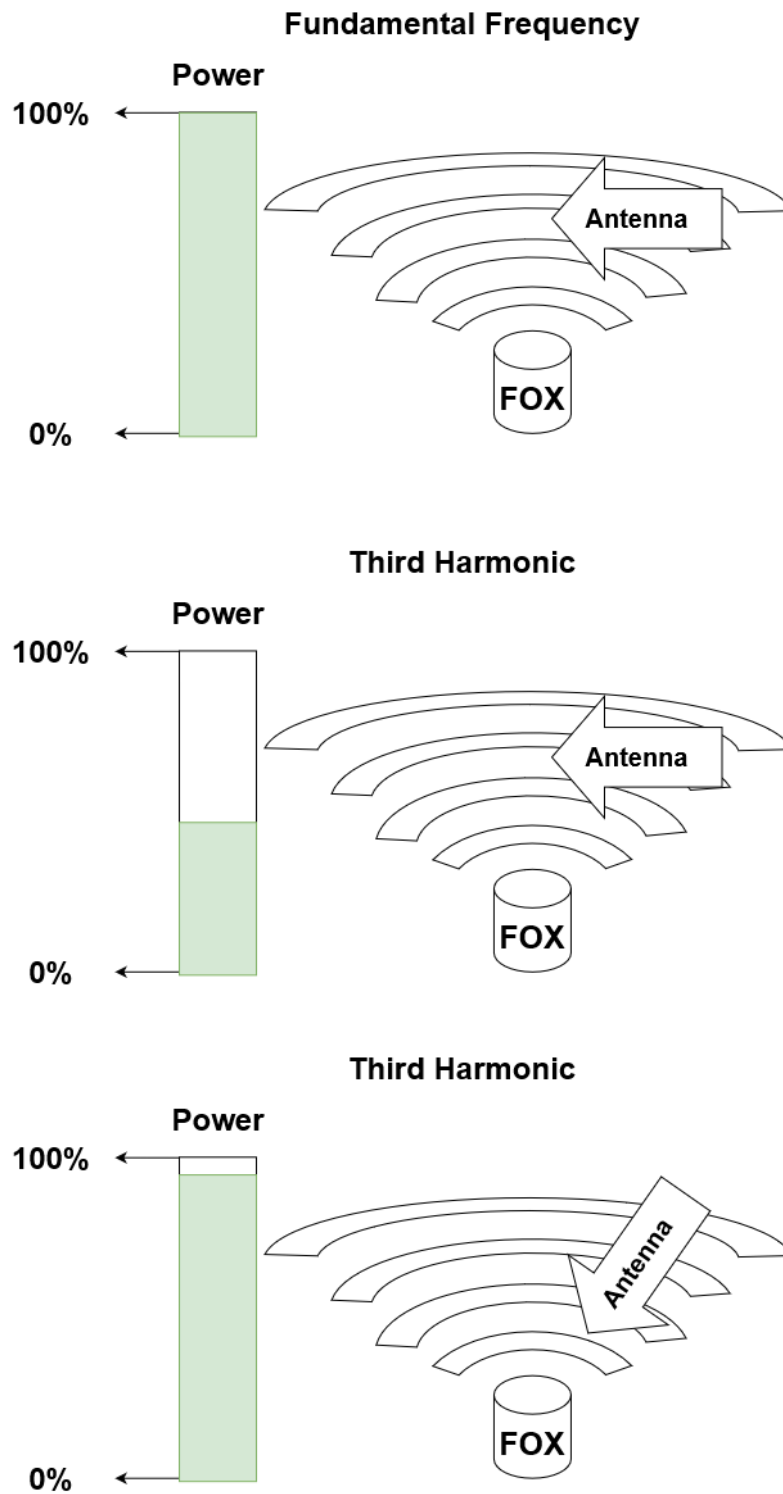 Fundamental Frequency
Power
100%
Antenna
FOX
0%
Third Harmonic
Power
100%
Antenna
FOX
0%
Third Harmonic
Power
100%
Antenna
FOX
0%